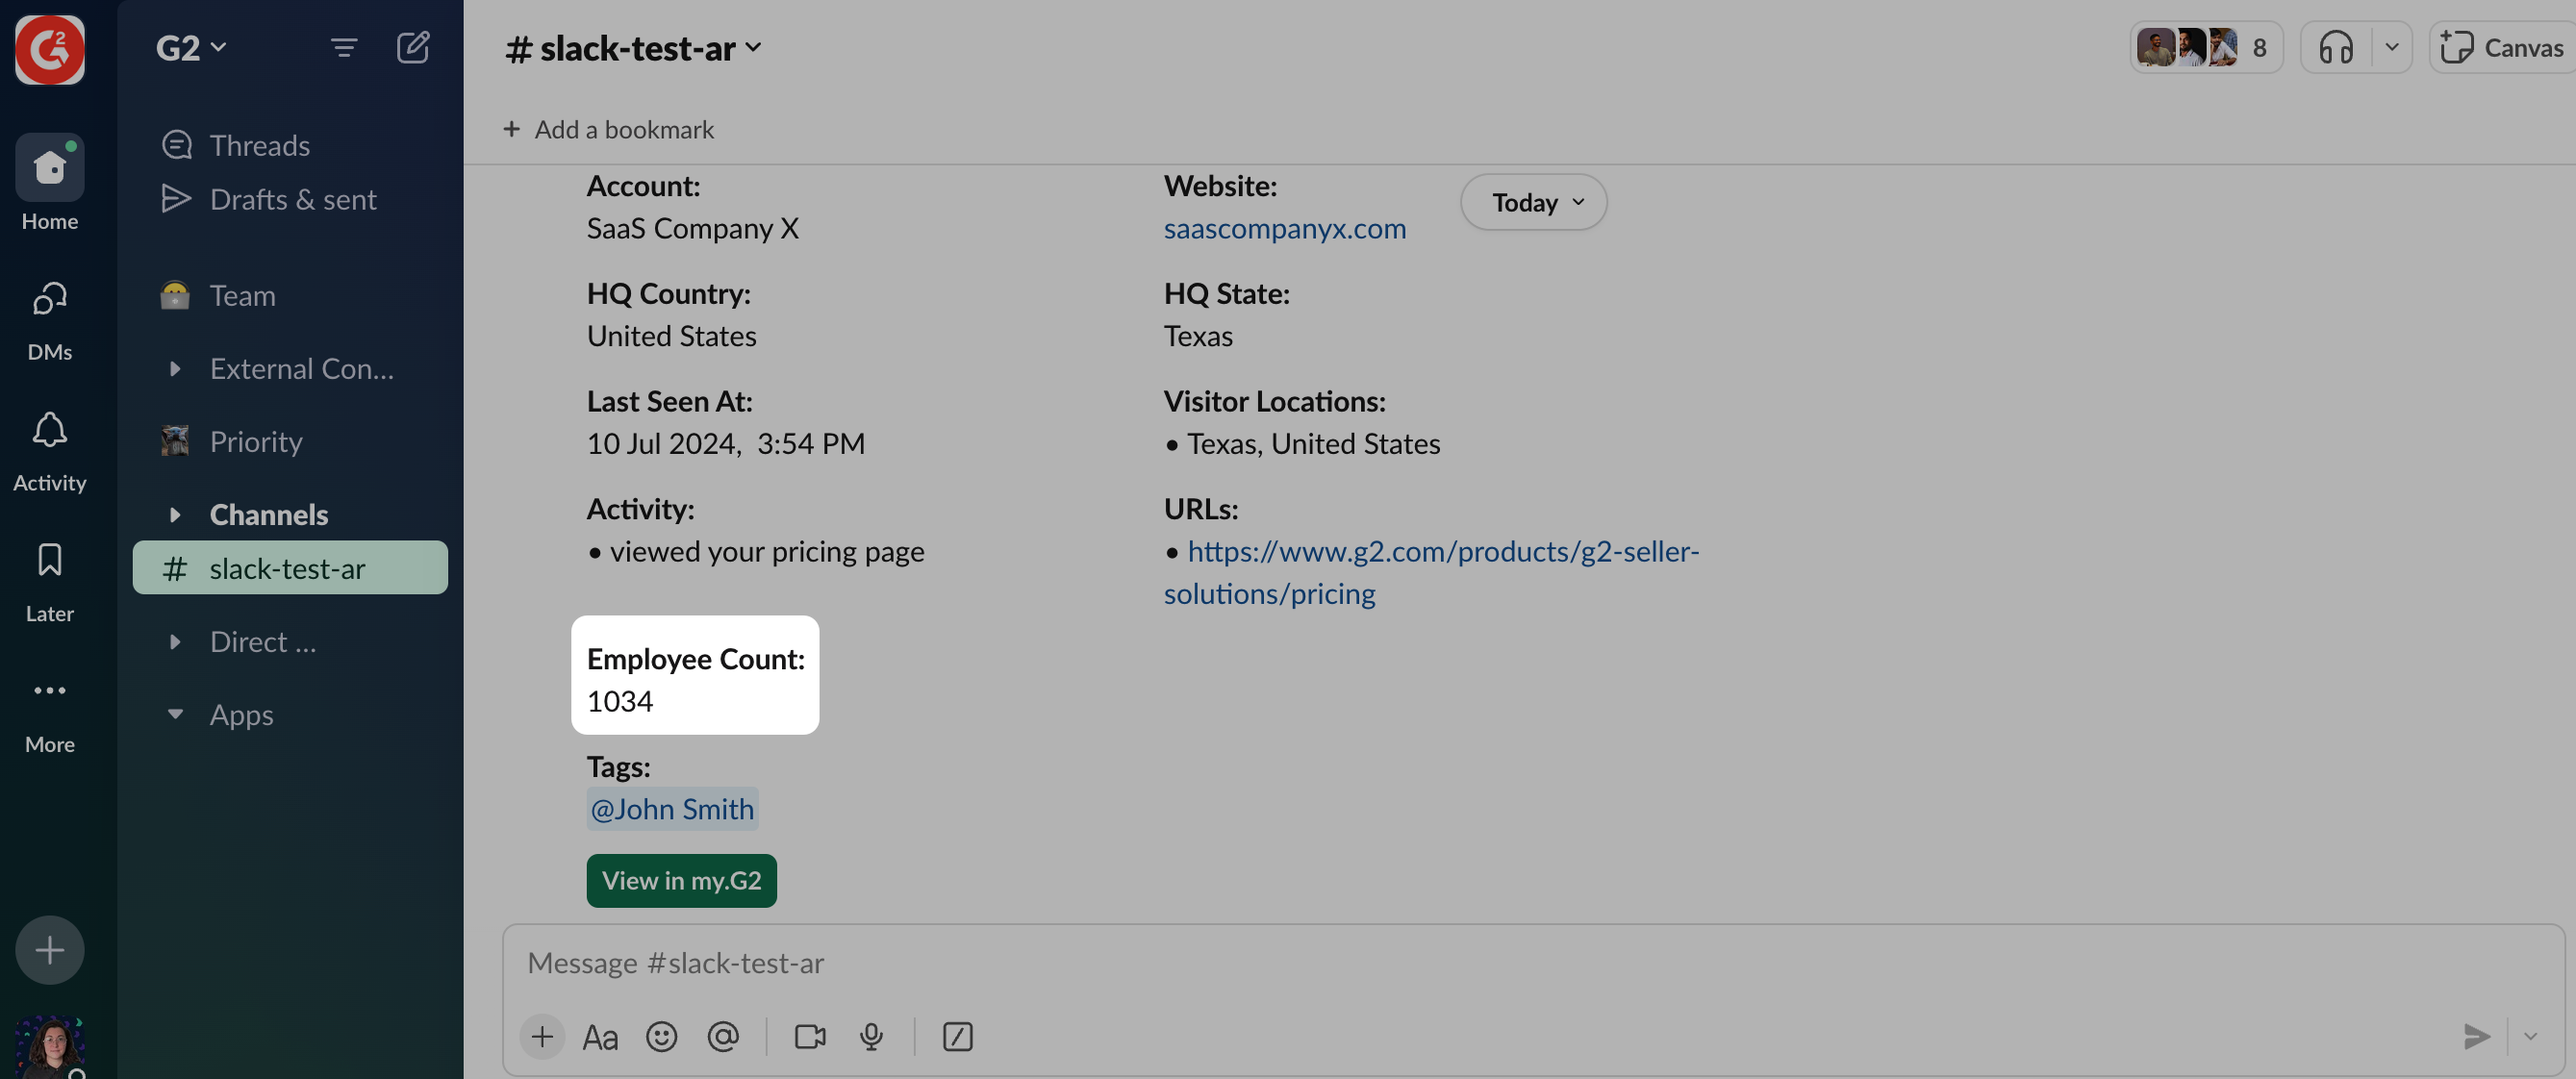 G2
Home
DMs
Activity
Later
More
G2
Threads
Drafts & sent
Team
External Con...
Priority
Channels
# slack-test-ar
Direct ...
Apps
# slack-test-ar
8
Canvas
+ Add a bookmark
Today
Account:
SaaS Company X
Website:
saascompanyx.com
HQ Country:
United States
HQ State:
Texas
Last Seen At:
10 Jul 2024,  3:54 PM
Visitor Locations:
• Texas, United States
Activity:
• viewed your pricing page
URLs:
• https://www.g2.com/products/g2-seller-
solutions/pricing
Employee Count:
1034
Tags:
@John Smith
View in my.G2
Message #slack-test-ar
Aa